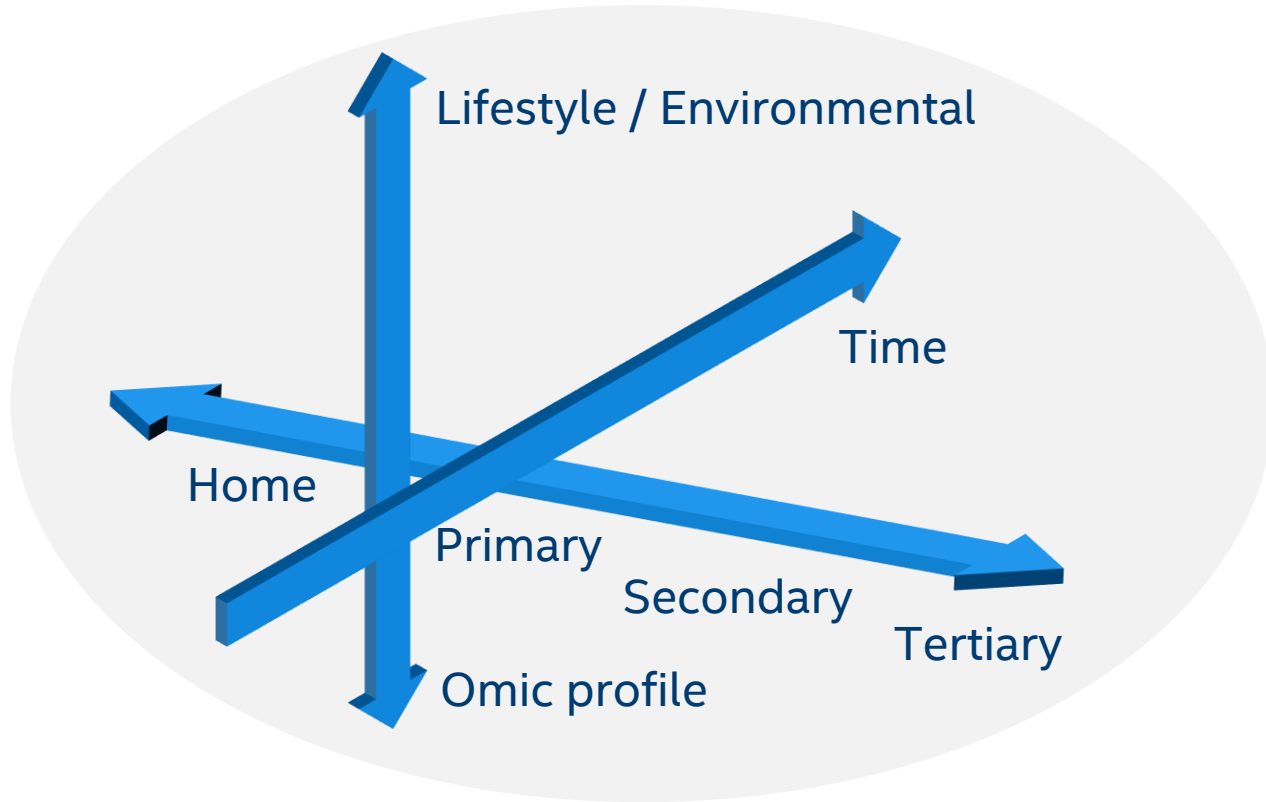 Lifestyle / Environmental
Time
Home
Primary
Secondary
Tertiary
Omic profile